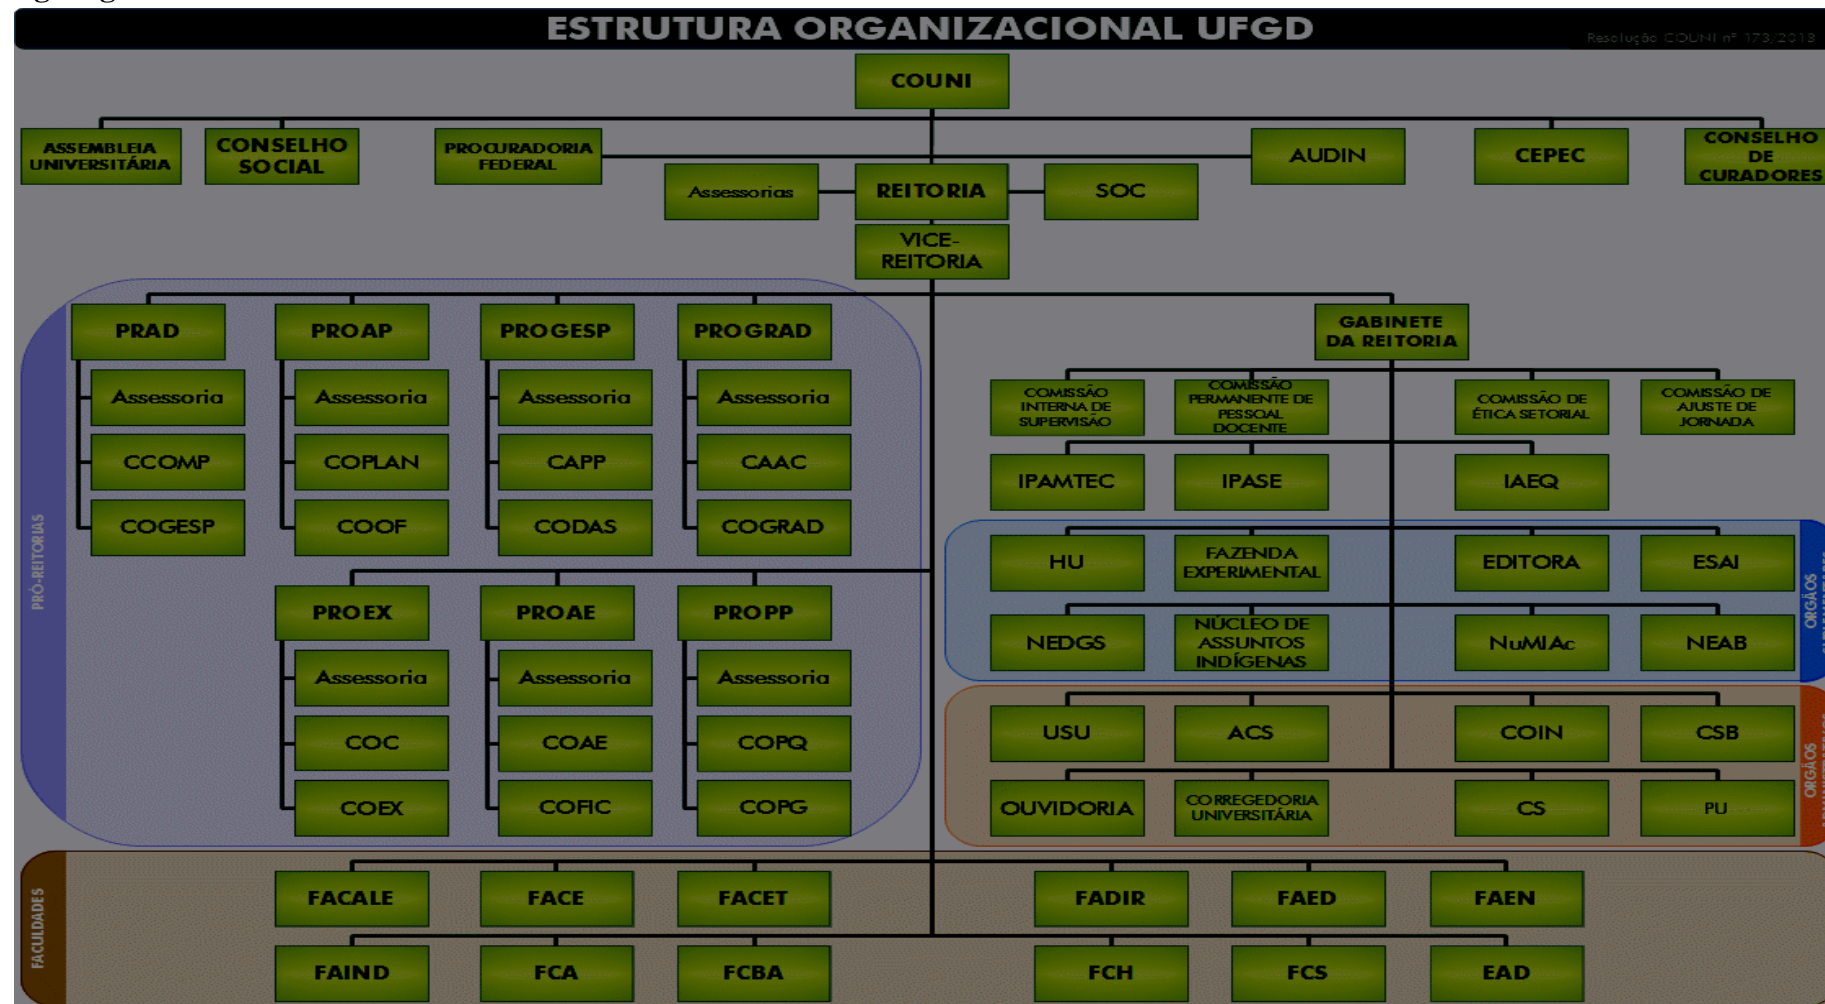 ESTRUTURA ORGANIZACIONAL UFGD
Resolução COUNI nº 173/2013
COUNI
ASSEMBLEIA
UNIVERSITÁRIA
CONSELHO
SOCIAL
PROCURADORIA
FEDERAL
AUDIN
CEPEC
CONSELHO
DE
CURADORES
Assessorias
REITORIA
SOC
VICE-
REITORIA
PRÓ-REITORIAS
PRAD
PROAP
PROGESP
PROGRAD
GABINETE
DA REITORIA
Assessoria
Assessoria
Assessoria
Assessoria
COMISSÃO
INTERNA DE
SUPERVISÃO
COMISSÃO
PERMANENTE DE
PESSOAL
DOCENTE
COMISSÃO DE
ÉTICA SETORIAL
COMISSÃO DE
AJUSTE DE
JORNADA
CCOMP
COPLAN
CAPP
CAAC
IPAMTEC
IPASE
IAEQ
COGESP
COOF
CODAS
COGRAD
HU
FAZENDA
EXPERIMENTAL
EDITORA
ESAI
ORGÃOS
PROEX
PROAE
PROPP
NEDGS
NÚCLEO DE
ASSUNTOS
INDÍGENAS
NuMIAc
NEAB
Assessoria
Assessoria
Assessoria
COC
COAE
COPQ
USU
ACS
COIN
CSB
ORGÃOS
COEX
COFIC
COPG
OUVIDORIA
CORREGEDORIA
UNIVERSITÁRIA
CS
PU
FACULDADES
FACALE
FACE
FACET
FADIR
FAED
FAEN
FAIND
FCA
FCBA
FCH
FCS
EAD